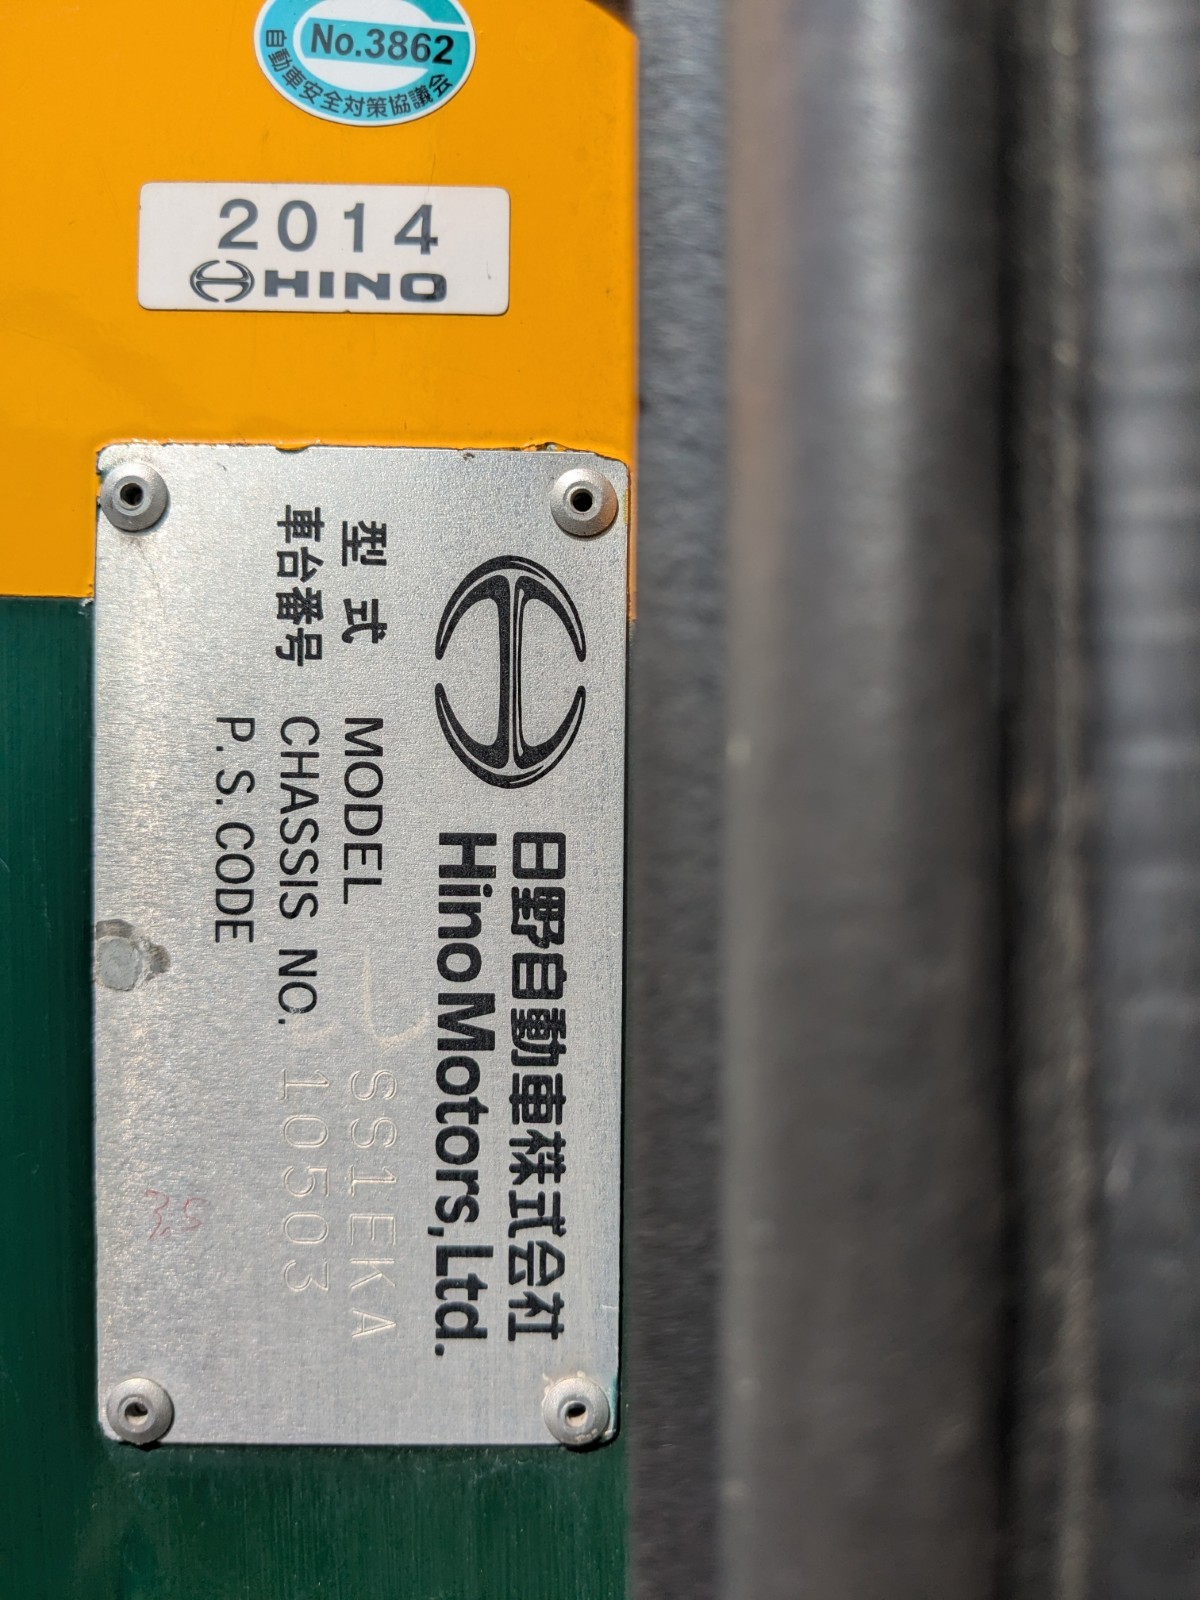 No.3862
自動車安全対策協議会
2014
HINO
日野自動車株式会社
Hino Motors, Ltd.
型式 MODEL SS1EKA
車台番号 CHASSIS NO. 10503
P.S.CODE
3.5